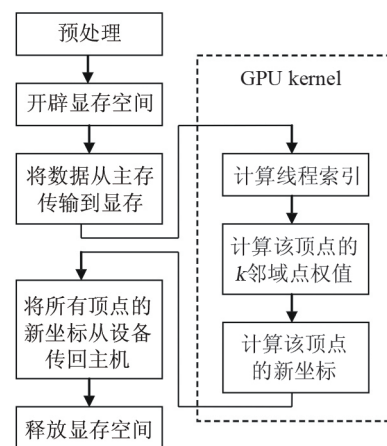 预处理
开辟显存空间
将数据从主存
传输到显存
GPU kernel
计算线程索引
计算该顶点的
k邻域点权值
计算该顶点
的新坐标
将所有顶点的
新坐标从设备
传回主机
释放显存空间